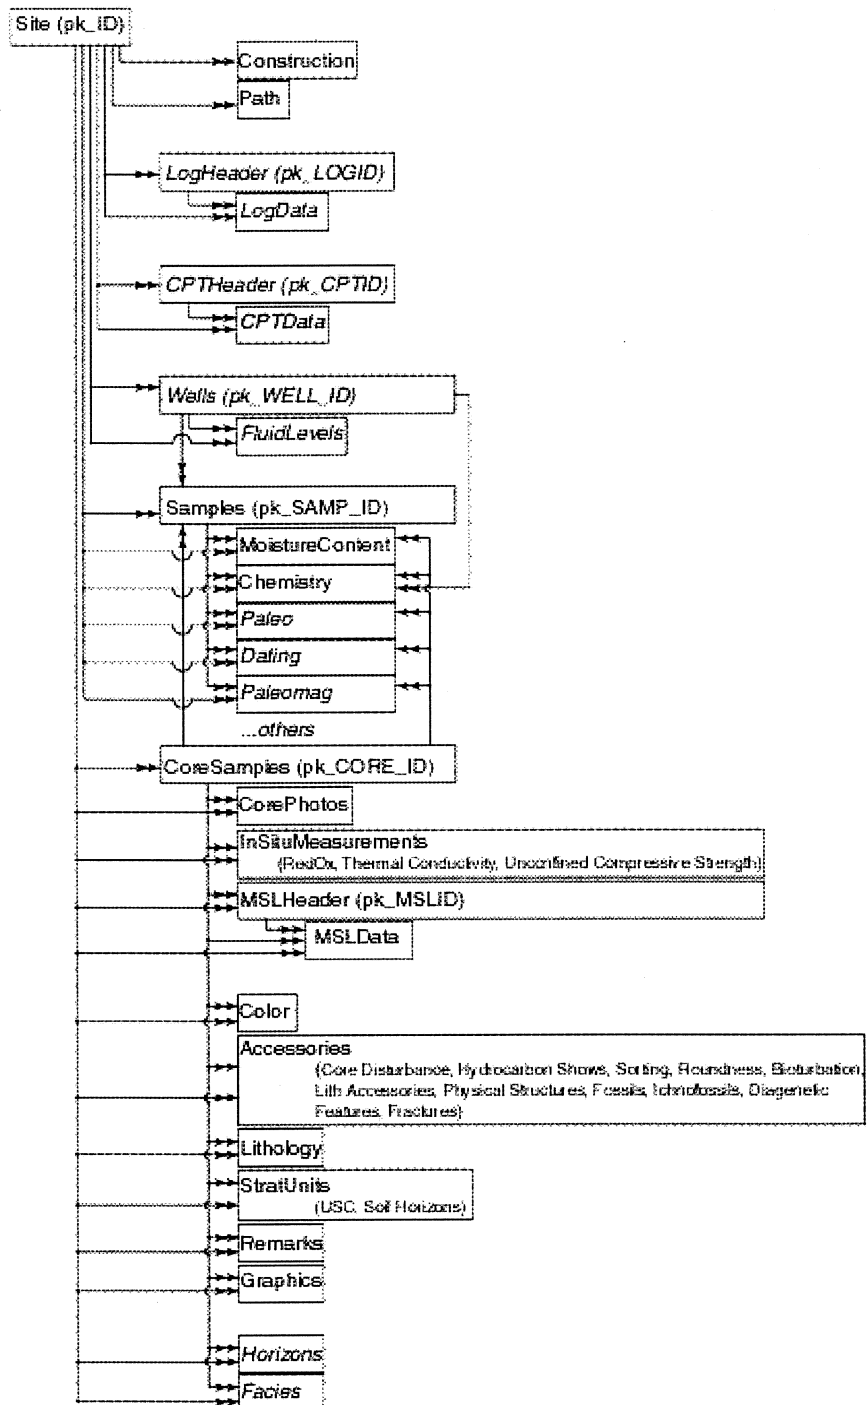 Site (pk_ID)
Construction
Path
LogHeader (pk_LOGID)
LogData
CPTHeader (pk_CPTID)
CPTData
Wells (pk_WELL_ID)
FluidLevels
Samples (pk_SAMP_ID)
MoistureContent
Chemistry
Paleo
Dating
Paleomag
...others
CoreSamples (pk_CORE_ID)
CorePhotos
InSituMeasurements
(RedOx, Thermal Conductivity, Unconfined Compressive Strength)
MSLHeader (pk_MSLID)
MSLData
Color
Accessories
(Core Disturbance, Hydrocarbon Shows, Sorting, Roundness, Bioturbation,
Lith Accessories, Physical Structures, Fossils, Ichnofossils, Diagenetic
Features, Fractures)
Lithology
StratUnits
(USC, Soil Horizons)
Remarks
Graphics
Horizons
Facies